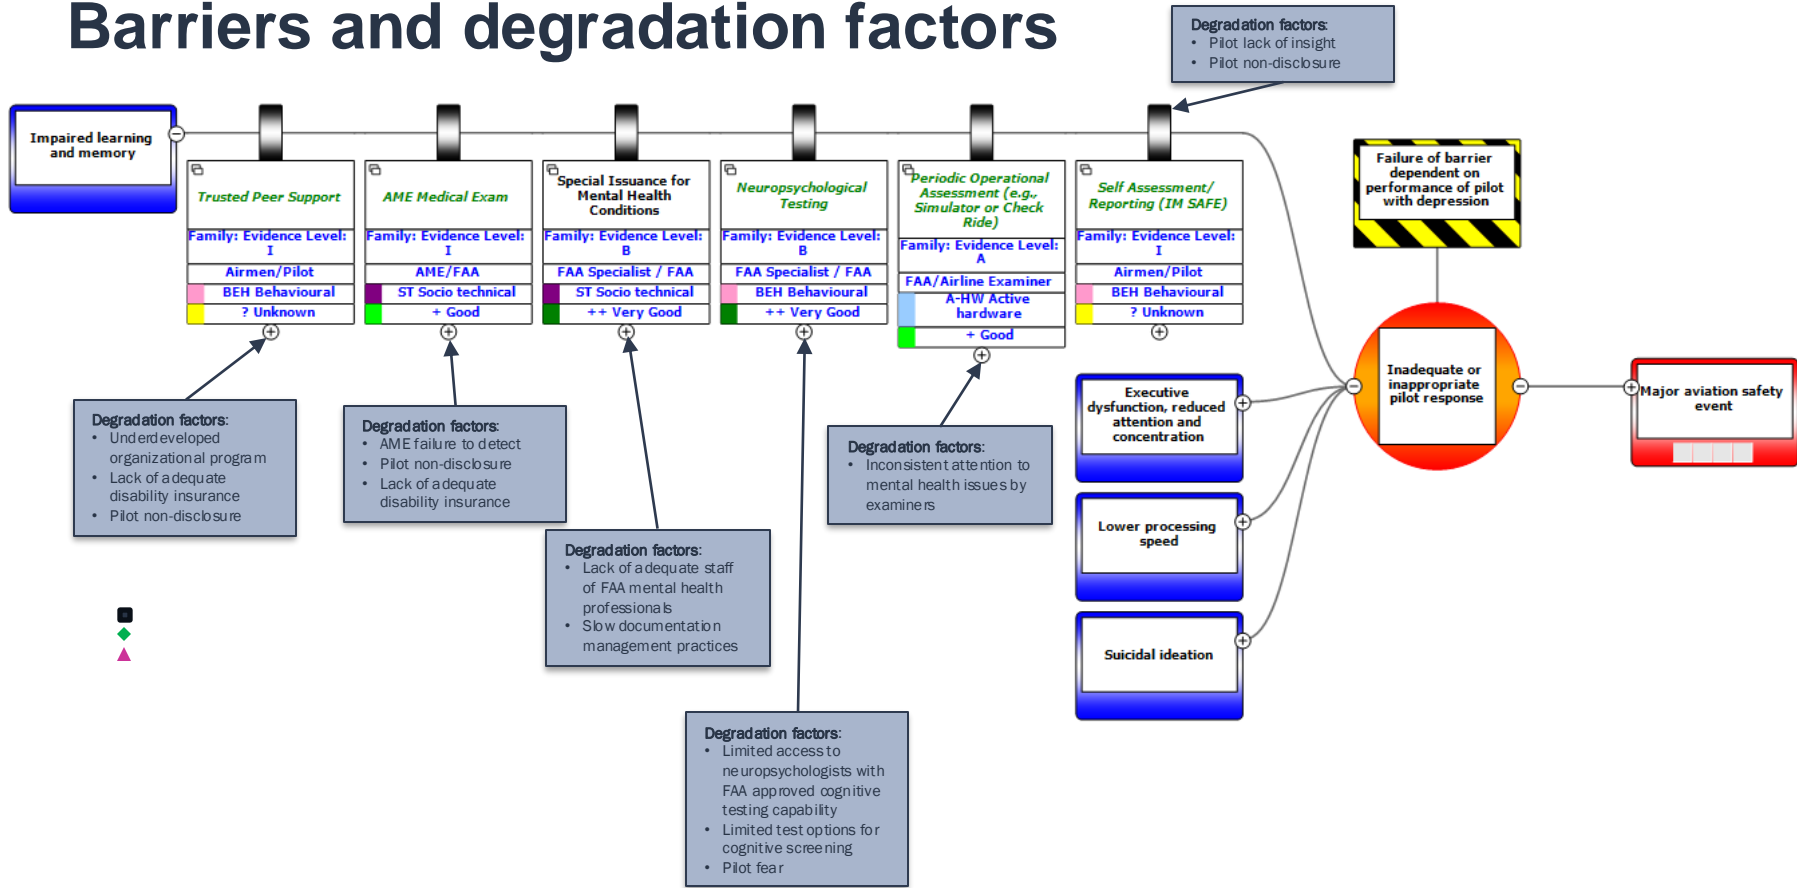 Barriers and degradation factors
Degradation factors:
• Pilot lack of insight
• Pilot non-disclosure
Impaired learning
and memory
Trusted Peer Support
Family: Evidence Level:
I
Airmen/Pilot
BEH Behavioural
? Unknown
AME Medical Exam
Family: Evidence Level:
I
AME/FAA
ST Socio technical
+ Good
Special Issuance for
Mental Health
Conditions
Family: Evidence Level:
B
FAA Specialist / FAA
ST Socio technical
++ Very Good
Neuropsychological
Testing
Family: Evidence Level:
B
FAA Specialist / FAA
BEH Behavioural
++ Very Good
Periodic Operational
Assessment (e.g.,
Simulator or Check
Ride)
Family: Evidence Level:
A
FAA/Airline Examiner
A-HW Active
hardware
+ Good
Self Assessment/
Reporting (IM SAFE)
Family: Evidence Level:
I
Airmen/Pilot
BEH Behavioural
? Unknown
Failure of barrier
dependent on
performance of pilot
with depression
Inadequate or
inappropriate
pilot response
Major aviation safety
event
Executive
dysfunction, reduced
attention and
concentration
Lower processing
speed
Suicidal ideation
Degradation factors:
• Underdeveloped
organizational program
• Lack of adequate
disability insurance
• Pilot non-disclosure
Degradation factors:
• AME failure to detect
• Pilot non-disclosure
• Lack of adequate
disability insurance
Degradation factors:
• Lack of adequate staff
of FAA mental health
professionals
• Slow documentation
management practices
Degradation factors:
• Limited access to
neuropsychologists with
FAA approved cognitive
testing capability
• Limited test options for
cognitive screening
• Pilot fear
Degradation factors:
• Inconsistent attention to
mental health issues by
examiners